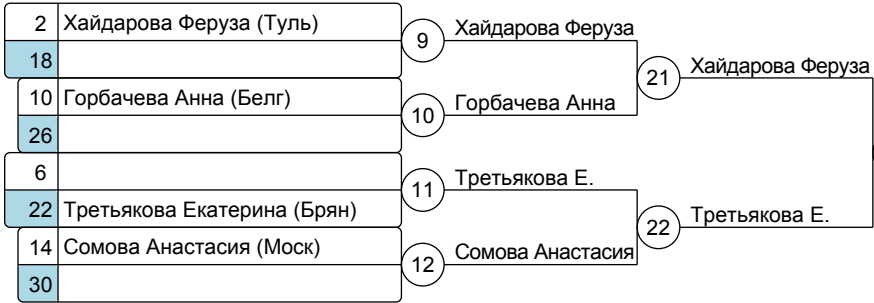 2 Хайдарова Феруза (Туль)
18
9 Хайдарова Феруза
10 Горбачева Анна (Белг)
26
10 Горбачева Анна
21 Хайдарова Феруза
6
22 Третьякова Екатерина (Брян)
11 Третьякова Е.
14 Сомова Анастасия (Моск)
30
12 Сомова Анастасия
22 Третьякова Е.